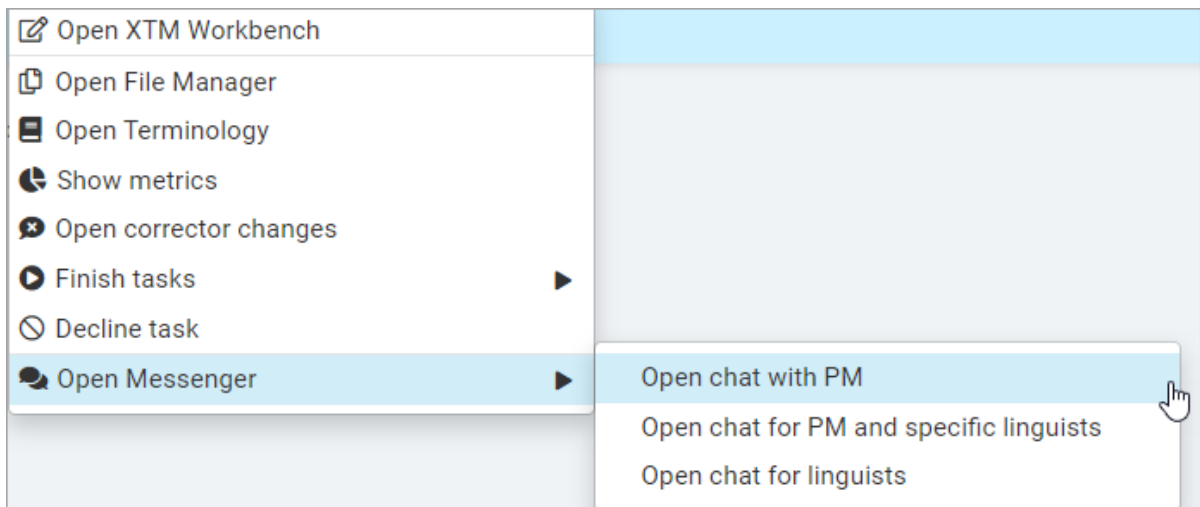 Open XTM Workbench
Open File Manager
Open Terminology
Show metrics
Open corrector changes
Finish tasks
Decline task
Open Messenger
Open chat with PM
Open chat for PM and specific linguists
Open chat for linguists